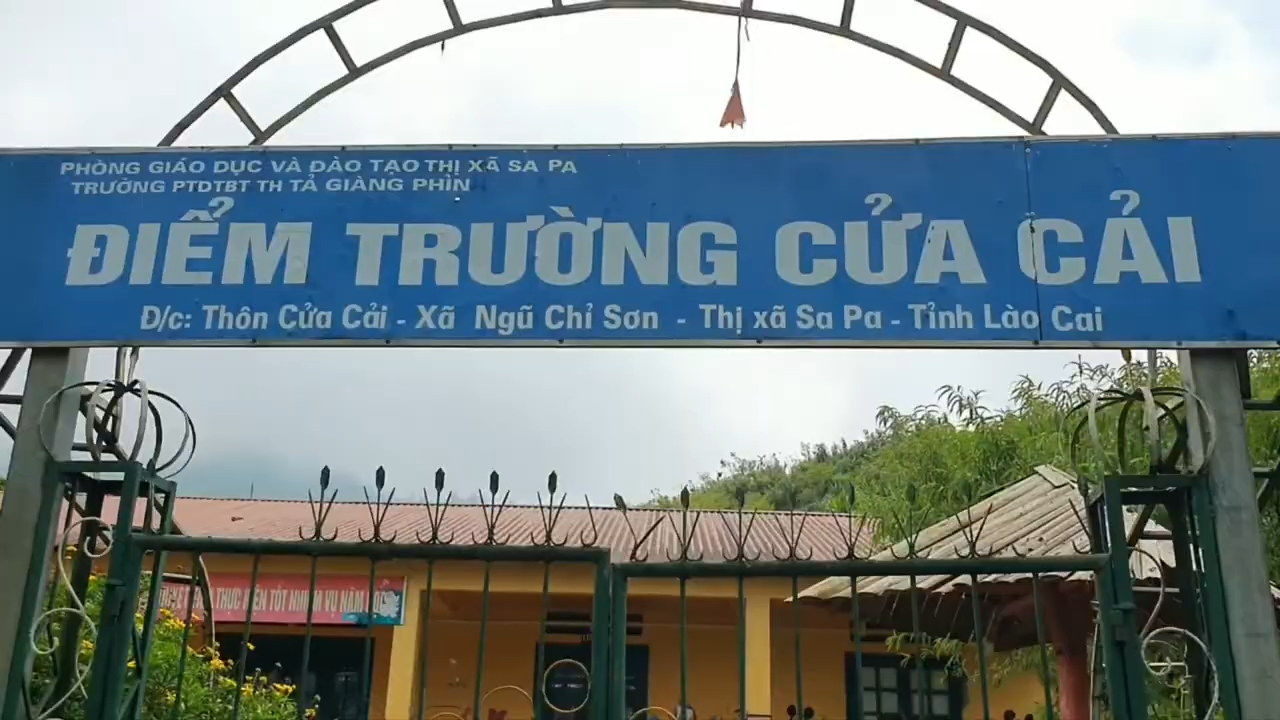 PHÒNG GIÁO DỤC VÀ ĐÀO TẠO THỊ XÃ SA PA
TRƯỜNG PTDTBT TH TẢ GIÀNG PHÌN
ĐIỂM TRƯỜNG CỬA CẢI
Đ/c: Thôn Cửa Cải - Xã Ngũ Chỉ Sơn - Thị xã Sa Pa - Tỉnh Lào Cai
THỰC HIỆN TỐT NHIỆM VỤ NĂM